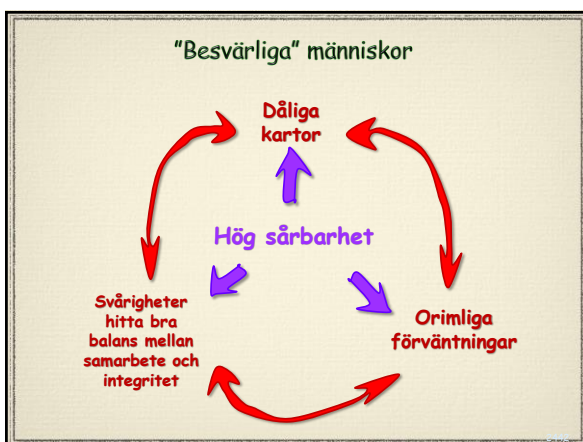 ”Besvärliga” människor
Dåliga
kartor
Hög sårbarhet
Svårigheter
hitta bra
balans mellan
samarbete och
integritet
Orimliga
förväntningar